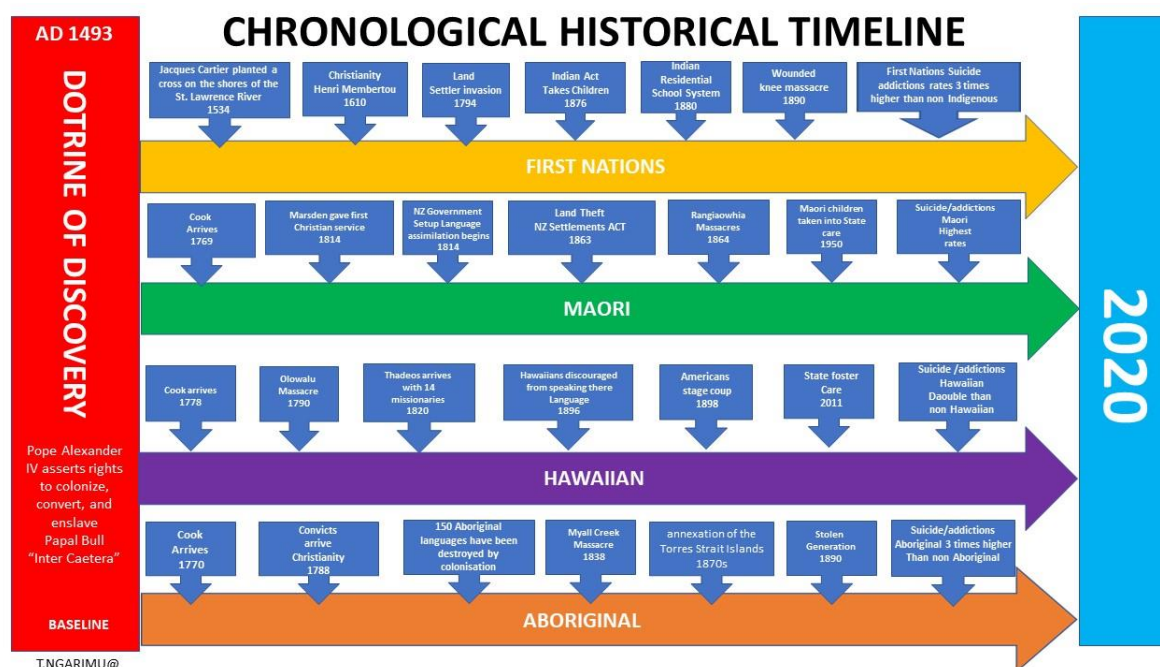 AD 1493
DOTRINE OF DISCOVERY
Pope Alexander
IV asserts rights
to colonize,
convert, and
enslave
Papal Bull
“Inter Caetera”
BASELINE
T.NGARIMU@
CHRONOLOGICAL HISTORICAL TIMELINE
Jacques Cartier planted a
cross on the shores of the
St. Lawrence River
1534
Christianity
Henri Membertou
1610
Land
Settler invasion
1794
Indian Act
Takes Children
1876
Indian
Residential
School System
1880
Wounded
knee massacre
1890
First Nations Suicide
addictions rates 3 times
higher than non Indigenous
FIRST NATIONS
Cook
Arrives
1769
Marsden gave first
Christian service
1814
NZ Government
Setup Language
assimilation begins
1814
Land Theft
NZ Settlements ACT
1863
Rangiaowhia
Massacres
1864
Maori children
taken into State
care
1950
Suicide/addictions
Maori
Highest
rates
MAORI
Cook arrives
1778
Olowalu
Massacre
1790
Thadeos arrives
with 14
missionaries
1820
Hawaiians discouraged
from speaking there
Language
1896
Americans
stage coup
1898
State foster
Care
2011
Suicide /addictions
Hawaiian
Daouble than
non Hawaiian
HAWAIIAN
Cook
Arrives
1770
Convicts
arrive
Christianity
1788
150 Aboriginal
languages have been
destroyed by
colonisation
Myall Creek
Massacre
1838
annexation of the
Torres Strait Islands
1870s
Stolen
Generation
1890
Suicide/addictions
Aboriginal 3 times higher
Than non Aboriginal
ABORIGINAL
2020